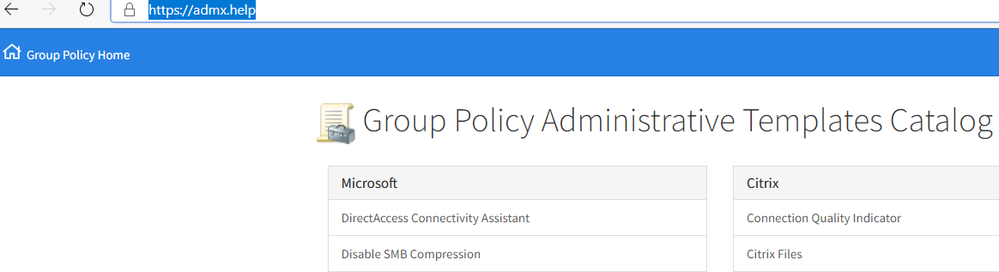 https://admx.help
Group Policy Home
Group Policy Administrative Templates Catalog
Microsoft
DirectAccess Connectivity Assistant
Disable SMB Compression
Citrix
Connection Quality Indicator
Citrix Files